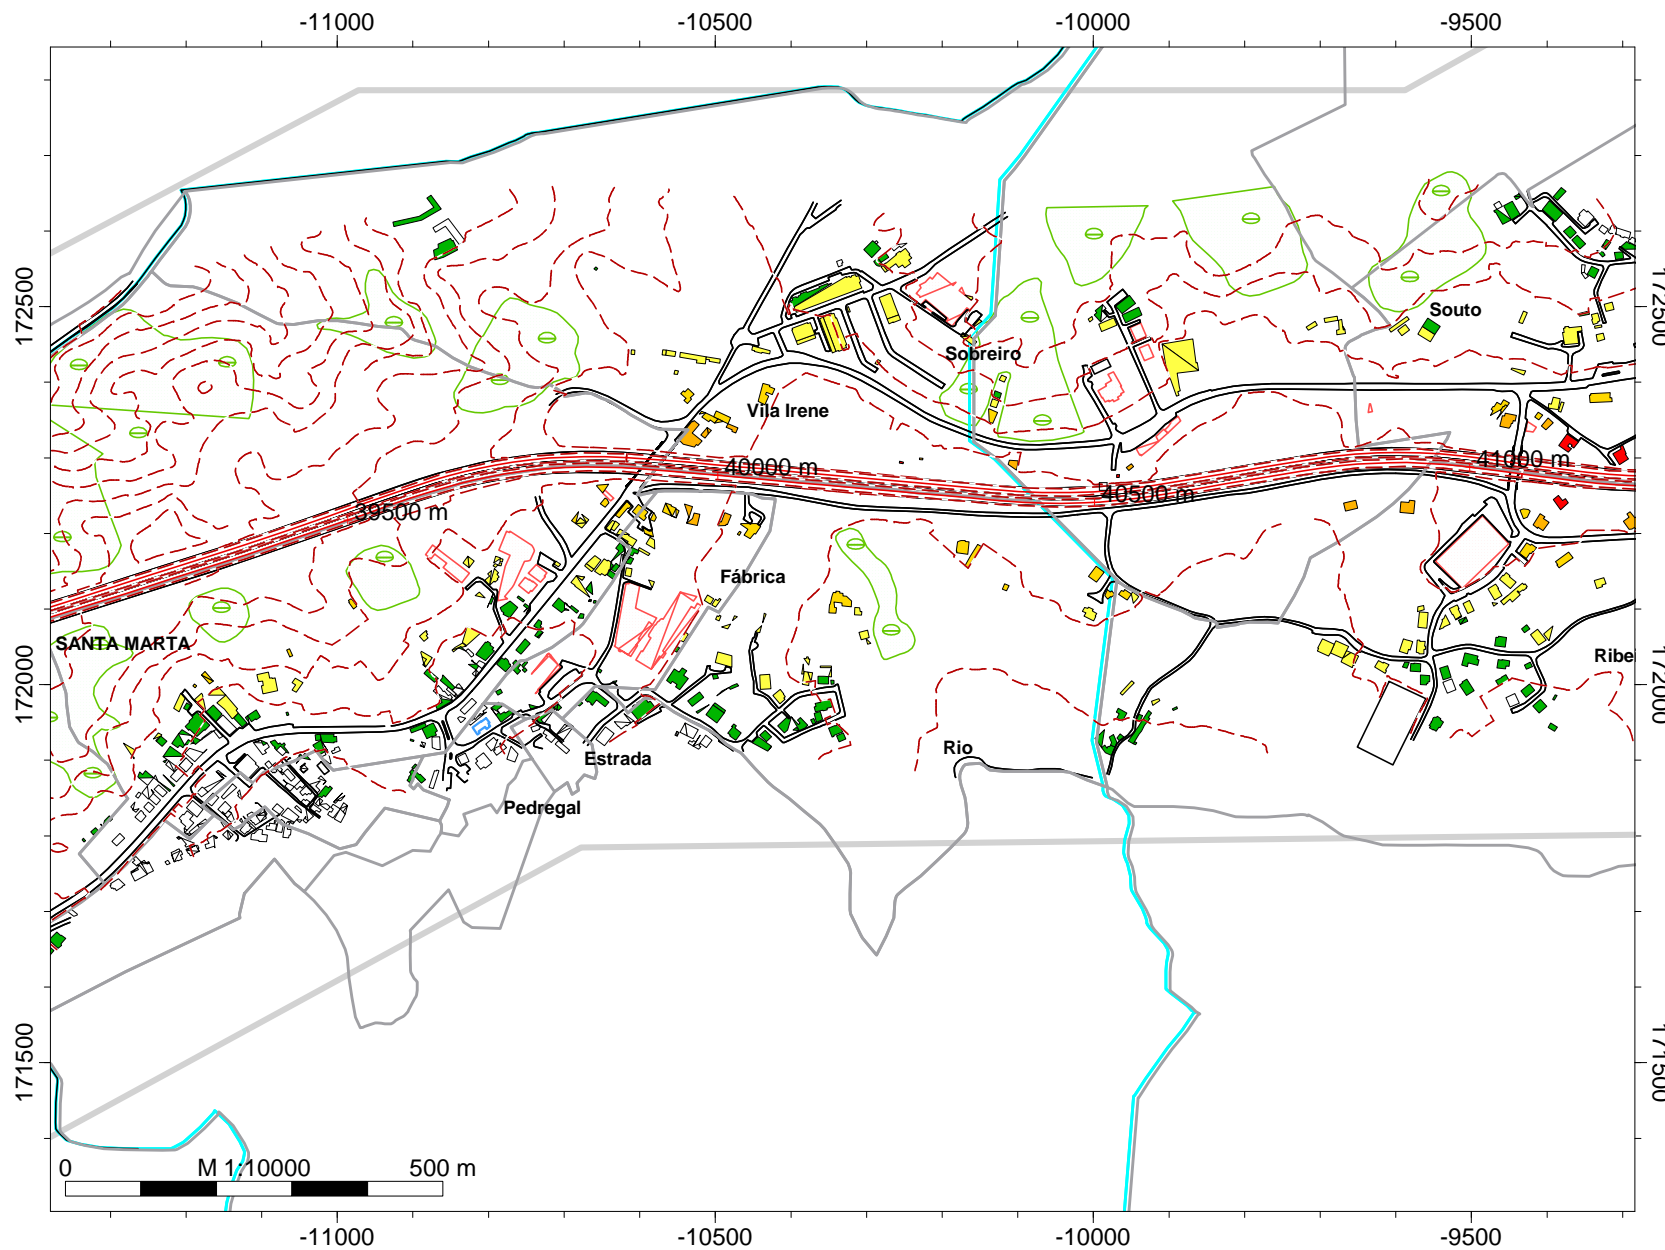 -11000 -10500 -10000 -9500
172500 172500
Souto
Sobreiro
Vila Irene
40000 m 41000 m
40500 m
39500 m
Fábrica
SANTA MARTA
Ribei
172000 172000
Rio
Estrada
Pedregal
171500 171500
0 M 1:10000 500 m
-11000 -10500 -10000 -9500